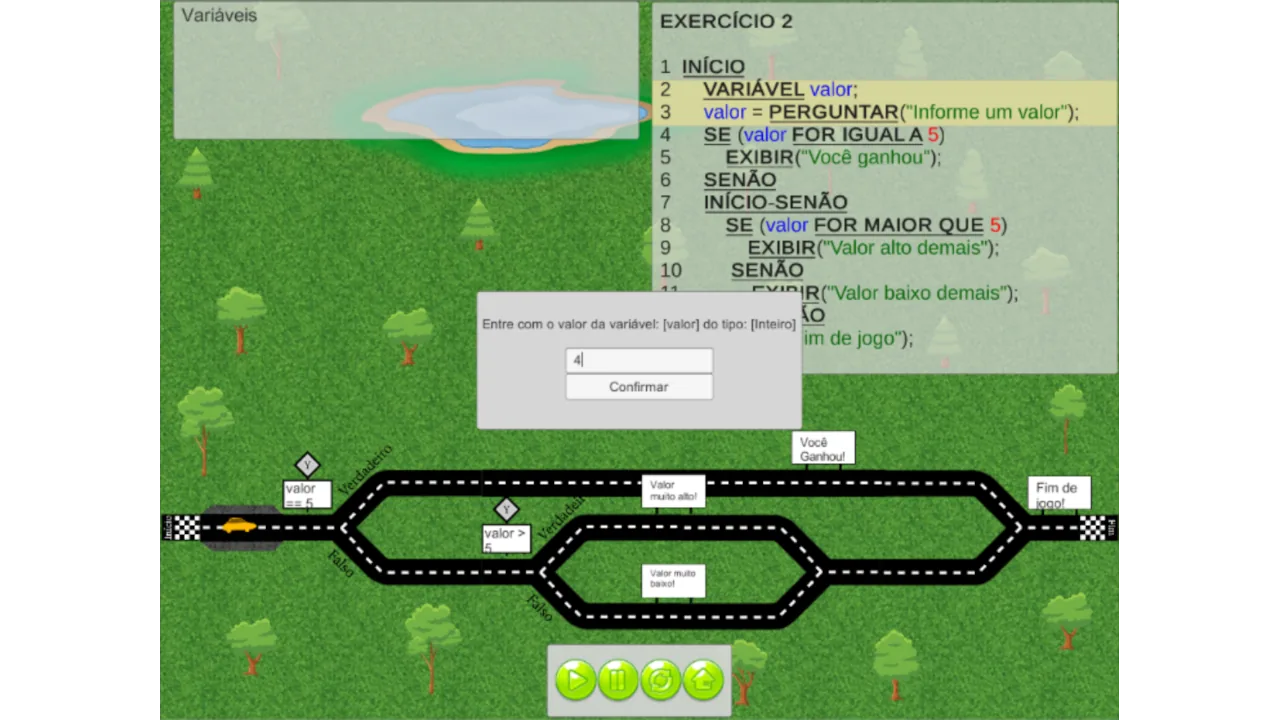 Variáveis
EXERCÍCIO 2
1 INÍCIO
2 VARIÁVEL valor;
3 valor = PERGUNTAR("Informe um valor");
4 SE (valor FOR IGUAL A 5)
5 EXIBIR("Você ganhou");
6 SENÃO
7 INÍCIO-SENÃO
8 SE (valor FOR MAIOR QUE 5)
9 EXIBIR("Valor alto demais");
10 SENÃO
("Valor baixo demais");
de jogo");
Entre com o valor da variável: [valor] do tipo: [Inteiro]
4
Confirmar
Você
Ganhou!
Verdadeiro
Y
valor
== 5
Valor
muito alto!
Fim de
jogo!
Início
Y
valor >
5
Fim
Falso
Valor muito
baixo!
Falso